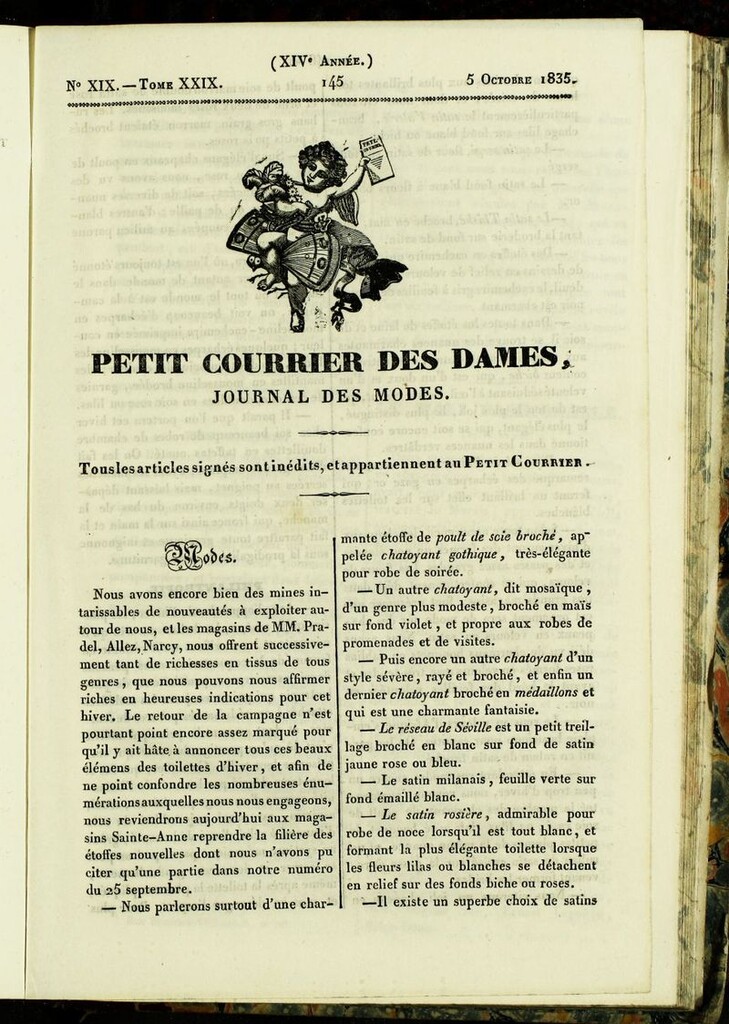 (XIVe Année.)
No XIX. — Tome XXIX. 145 5 Octobre 1835.
PETIT COURRIER DES DAMES,
JOURNAL DES MODES.
Tous les articles signés sont inédits, et appartiennent au Petit Courrier.
Modes.
Nous avons encore bien des mines in-
tarissables de nouveautés à exploiter au-
tour de nous, et les magasins de MM. Pra-
del, Allez, Narcy, nous offrent successive-
ment tant de richesses en tissus de tous
genres, que nous pouvons nous affirmer
riches en heureuses indications pour cet
hiver. Le retour de la campagne n'est
pourtant point encore assez marqué pour
qu'il y ait hâte à annoncer tous ces beaux
élémens des toilettes d'hiver, et afin de
ne point confondre les nombreuses énu-
mérations auxquelles nous nous engageons,
nous reviendrons aujourd'hui aux maga-
sins Sainte-Anne reprendre la filière des
étoffes nouvelles dont nous n'avons pu
citer qu'une partie dans notre numéro
du 25 septembre.
— Nous parlerons surtout d'une char-
mante étoffe de poult de soie broché, ap-
pelée chatoyant gothique, très-élégante
pour robe de soirée.
— Un autre chatoyant, dit mosaïque,
d'un genre plus modeste, broché en maïs
sur fond violet, et propre aux robes de
promenades et de visites.
— Puis encore un autre chatoyant d'un
style sévère, rayé et broché, et enfin un
dernier chatoyant broché en médaillons et
qui est une charmante fantaisie.
— Le réseau de Séville est un petit treil-
lage broché en blanc sur fond de satin
jaune rose ou bleu.
— Le satin milanais, feuille verte sur
fond émaillé blanc.
— Le satin rosière, admirable pour
robe de noce lorsqu'il est tout blanc, et
formant la plus élégante toilette lorsque
les fleurs lilas ou blanches se détachent
en relief sur des fonds biche ou roses.
— Il existe un superbe choix de satins